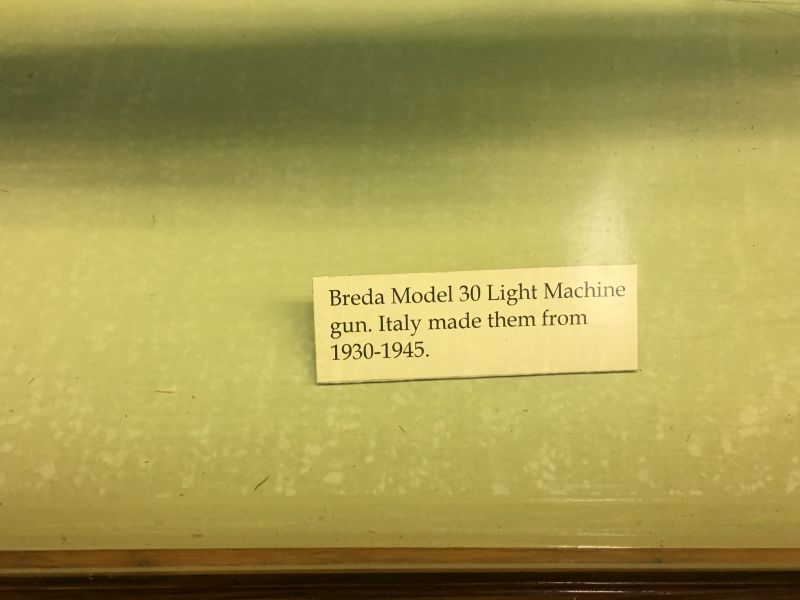 Breda Model 30 Light Machine
gun. Italy made them from
1930-1945.